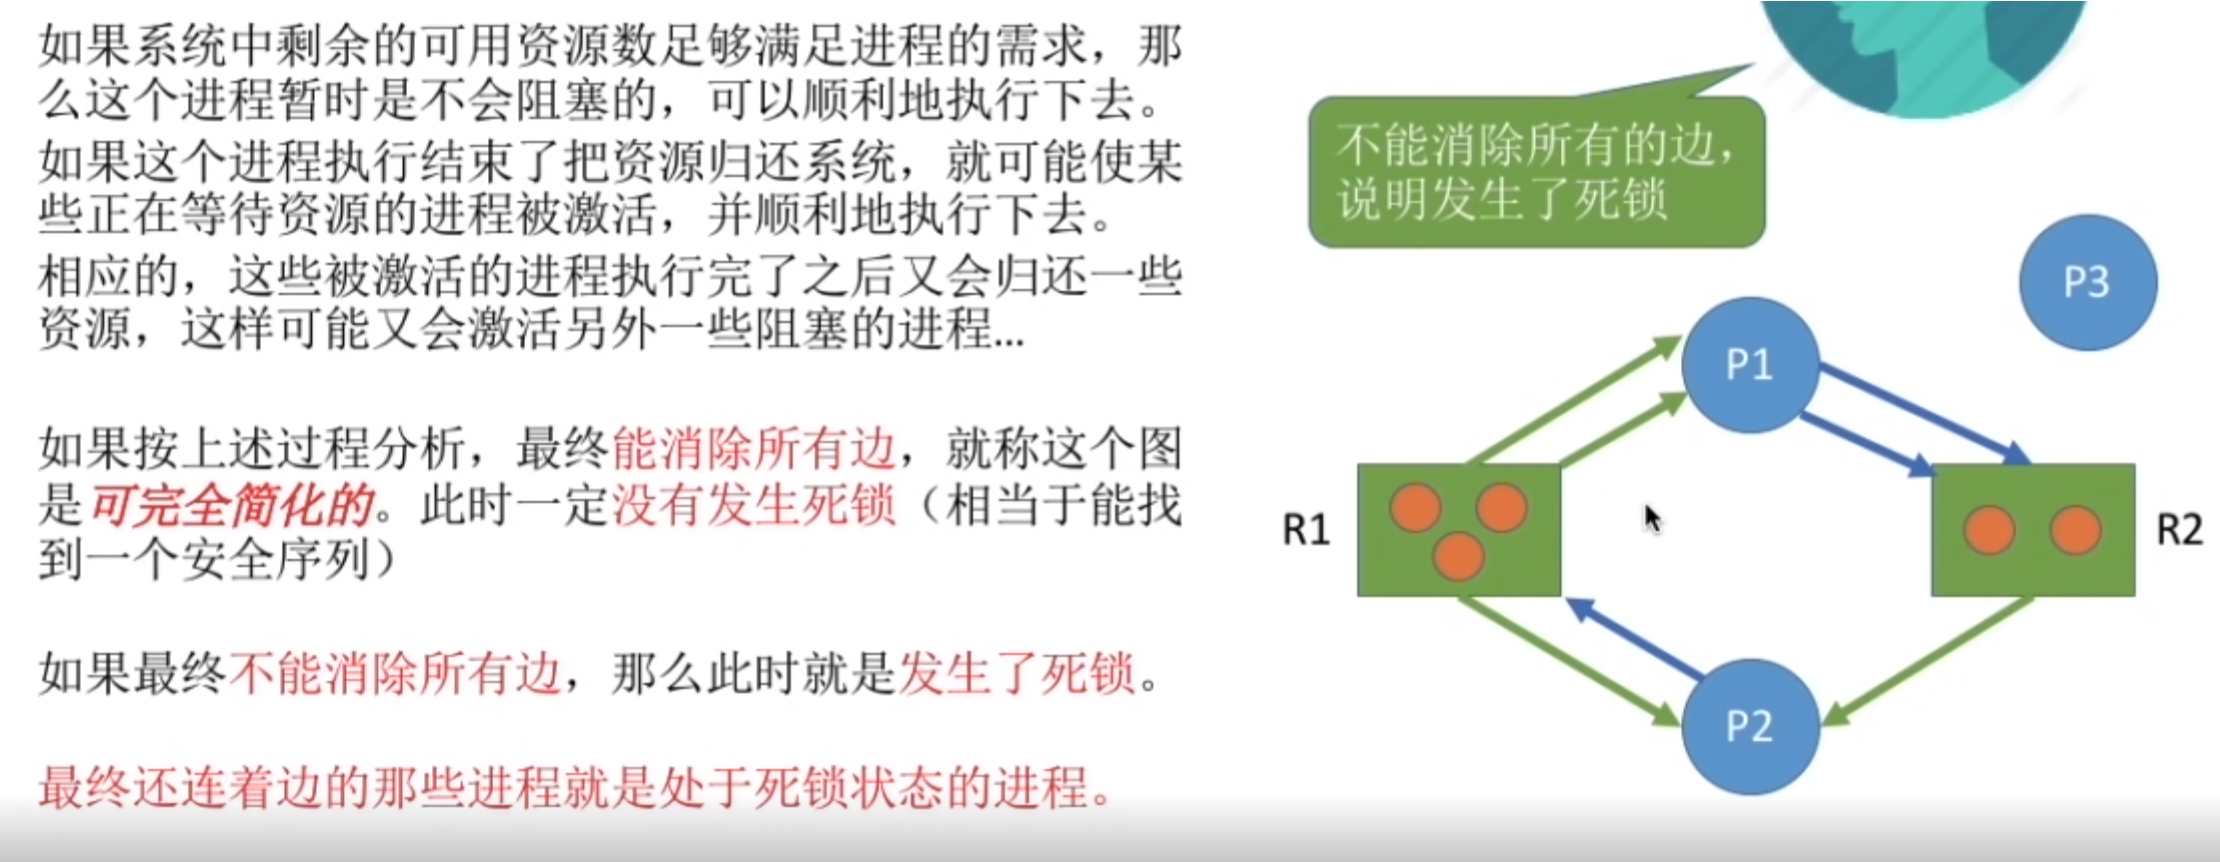 如果系统中剩余的可用资源数足够满足进程的需求，那
么这个进程暂时是不会阻塞的，可以顺利地执行下去。
如果这个进程执行结束了把资源归还系统，就可能使某
些正在等待资源的进程被激活，并顺利地执行下去。
相应的，这些被激活的进程执行完了之后又会归还一些
资源，这样可能又会激活另外一些阻塞的进程...
如果按上述过程分析，最终能消除所有边，就称这个图
是可完全简化的。此时一定没有发生死锁（相当于能找
到一个安全序列）
如果最终不能消除所有边，那么此时就是发生了死锁。
最终还连着边的那些进程就是处于死锁状态的进程。
不能消除所有的边，
说明发生了死锁
P3
P1
R1
R2
P2